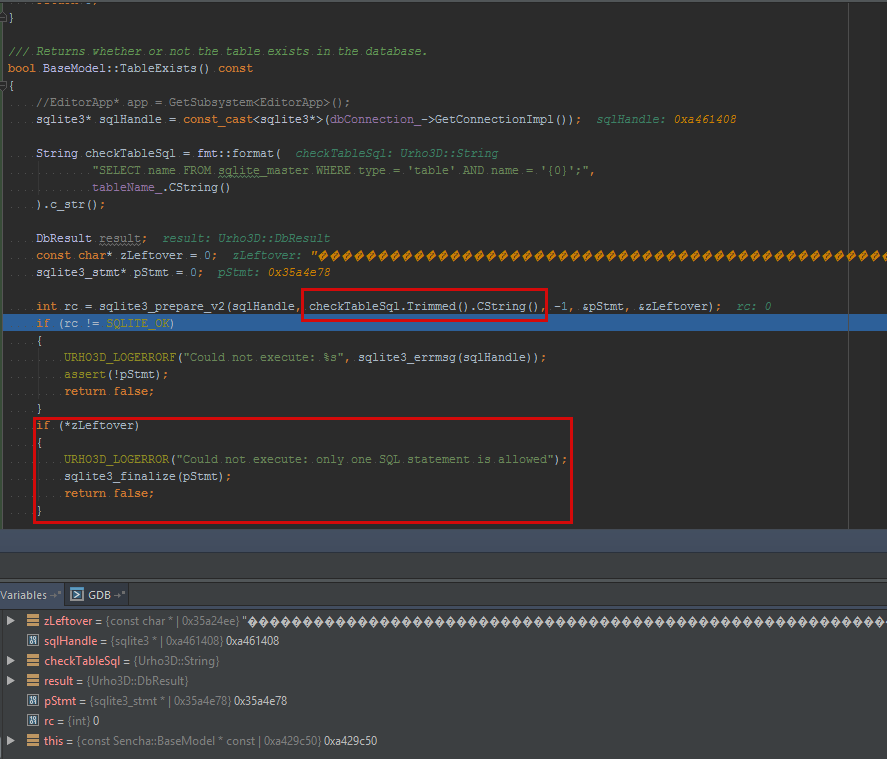 }
/// Returns whether or not the table exists in the database.
bool BaseModel::TableExists() const
{
//EditorApp* app = GetSubsystem<EditorApp>();
sqlite3* sqlHandle = const_cast<sqlite3*>(dbConnection_->GetConnectionImpl()); sqlHandle: 0xa461408
String checkTableSql = fmt::format( checkTableSql: Urho3D::String
"SELECT name FROM sqlite_master WHERE type = 'table' AND name = '{0}';",
tableName_.CString()
).c_str();
DbResult result; result: Urho3D::DbResult
const char* zLeftover = 0; zLeftover: "������������������������������������������������
sqlite3_stmt* pStmt = 0; pStmt: 0x35a4e78
int rc = sqlite3_prepare_v2(sqlHandle, checkTableSql.Trimmed().CString(), -1, &pStmt, &zLeftover); rc: 0
if (rc != SQLITE_OK)
{
URHO3D_LOGERRORF("Could not execute: %s", sqlite3_errmsg(sqlHandle));
assert(!pStmt);
return false;
}
if (*zLeftover)
{
URHO3D_LOGERROR("Could not execute: only one SQL statement is allowed");
sqlite3_finalize(pStmt);
return false;
}
Variables →* GDB →*
zLeftover = {const char * | 0x35a24ee} "����������������������������������������������������������
sqlHandle = {sqlite3 * | 0xa461408} 0xa461408
checkTableSql = {Urho3D::String}
result = {Urho3D::DbResult}
pStmt = {sqlite3_stmt * | 0x35a4e78} 0x35a4e78
rc = {int} 0
this = {const Sencha::BaseModel * const | 0xa429c50} 0xa429c50